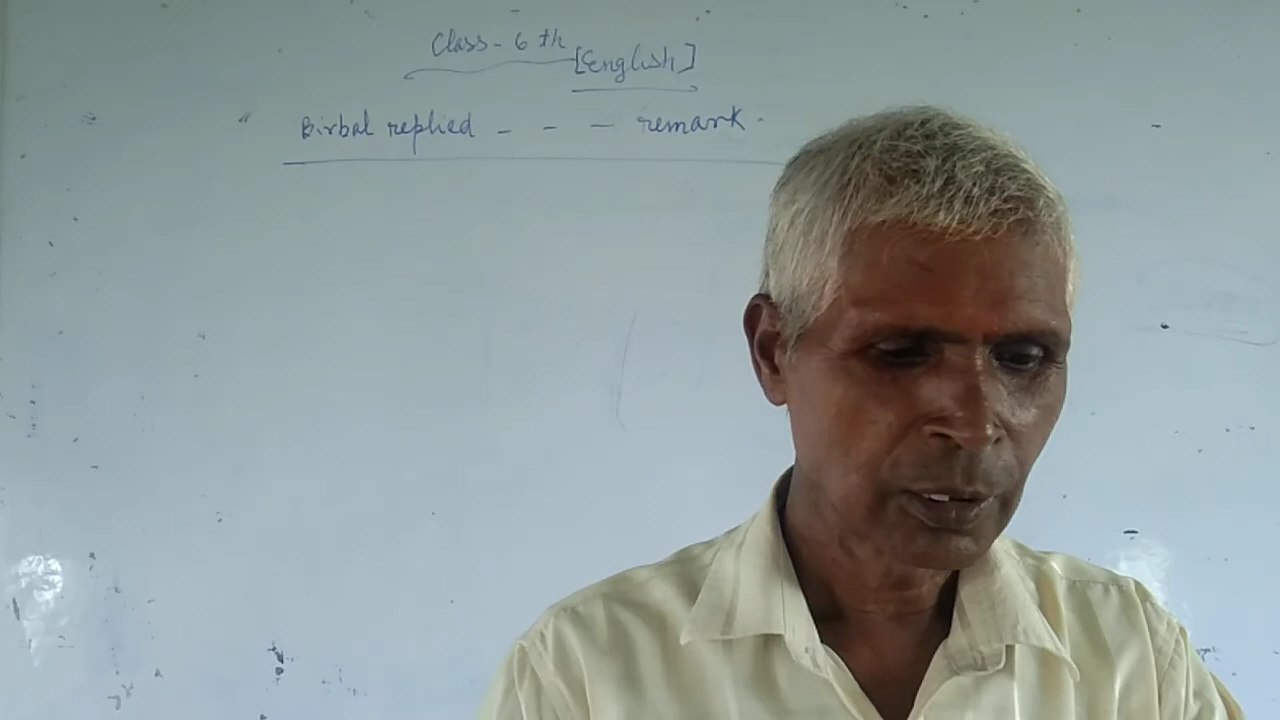 Class - 6 th
[English]
Birbal replied - - - remark.